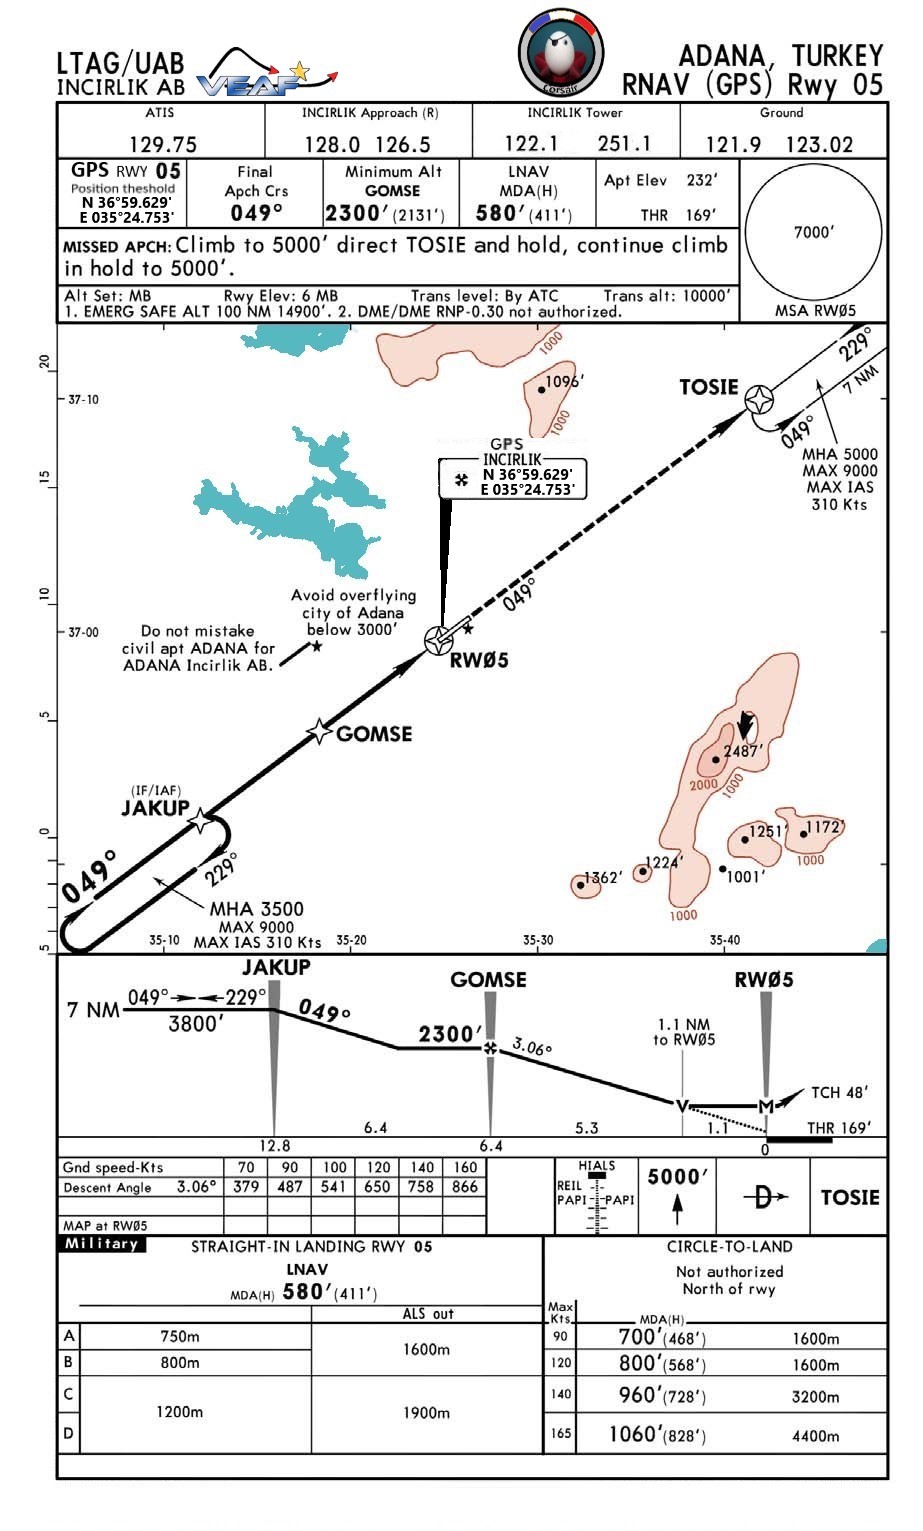 LTAG/UAB
INCIRLIK AB
VEAF
Corsair
ADANA, TURKEY
RNAV (GPS) Rwy 05
ATIS
129.75
INCIRLIK Approach (R)
128.0 126.5
INCIRLIK Tower
122.1 251.1
Ground
121.9 123.02
GPS RWY 05
Position theshold
N 36°59.629'
E 035°24.753'
Final
Apch Crs
049°
Minimum Alt
GOMSE
2300' (2131')
LNAV
MDA(H)
580' (411')
Apt Elev 232'
THR 169'
7000'
MSA RWØ5
MISSED APCH: Climb to 5000' direct TOSIE and hold, continue climb
in hold to 5000'.
Alt Set: MB Rwy Elev: 6 MB Trans level: By ATC Trans alt: 10000'
1. EMERG SAFE ALT 100 NM 14900'. 2. DME/DME RNP-0.30 not authorized.
20
37-10
15
10
37-00
5
0
5
1000
1096'
1000
TOSIE
229°
7 NM
049°
MHA 5000
MAX 9000
MAX IAS
310 Kts
GPS
INCIRLIK
N 36°59.629'
E 035°24.753'
049°
Avoid overflying
city of Adana
below 3000'
Do not mistake
civil apt ADANA for
ADANA Incirlik AB.
RWØ5
GOMSE
(IF/IAF)
JAKUP
049°
229°
MHA 3500
MAX 9000
MAX IAS 310 Kts
2487'
2000
1000
1251'
1172'
1000
1224'
1001'
1362'
1000
35-10
35-20
35-30
35-40
JAKUP
GOMSE
RWØ5
7 NM
049°
229°
3800'
049°
2300'
3.06°
1.1 NM
to RWØ5
V
M
TCH 48'
6.4
5.3
1.1
THR 169'
12.8
6.4
0
Gnd speed-Kts 70 90 100 120 140 160
Descent Angle 3.06° 379 487 541 650 758 866
MAP at RWØ5
HIALS
REIL
PAPI PAPI
5000'
D
TOSIE
Military
STRAIGHT-IN LANDING RWY 05
LNAV
MDA(H) 580' (411')
ALS out
A 750m
B 800m
1600m
C
D
1200m
1900m
CIRCLE-TO-LAND
Not authorized
North of rwy
Max
Kts.
MDA(H)
90 700' (468') 1600m
120 800' (568') 1600m
140 960' (728') 3200m
165 1060' (828') 4400m